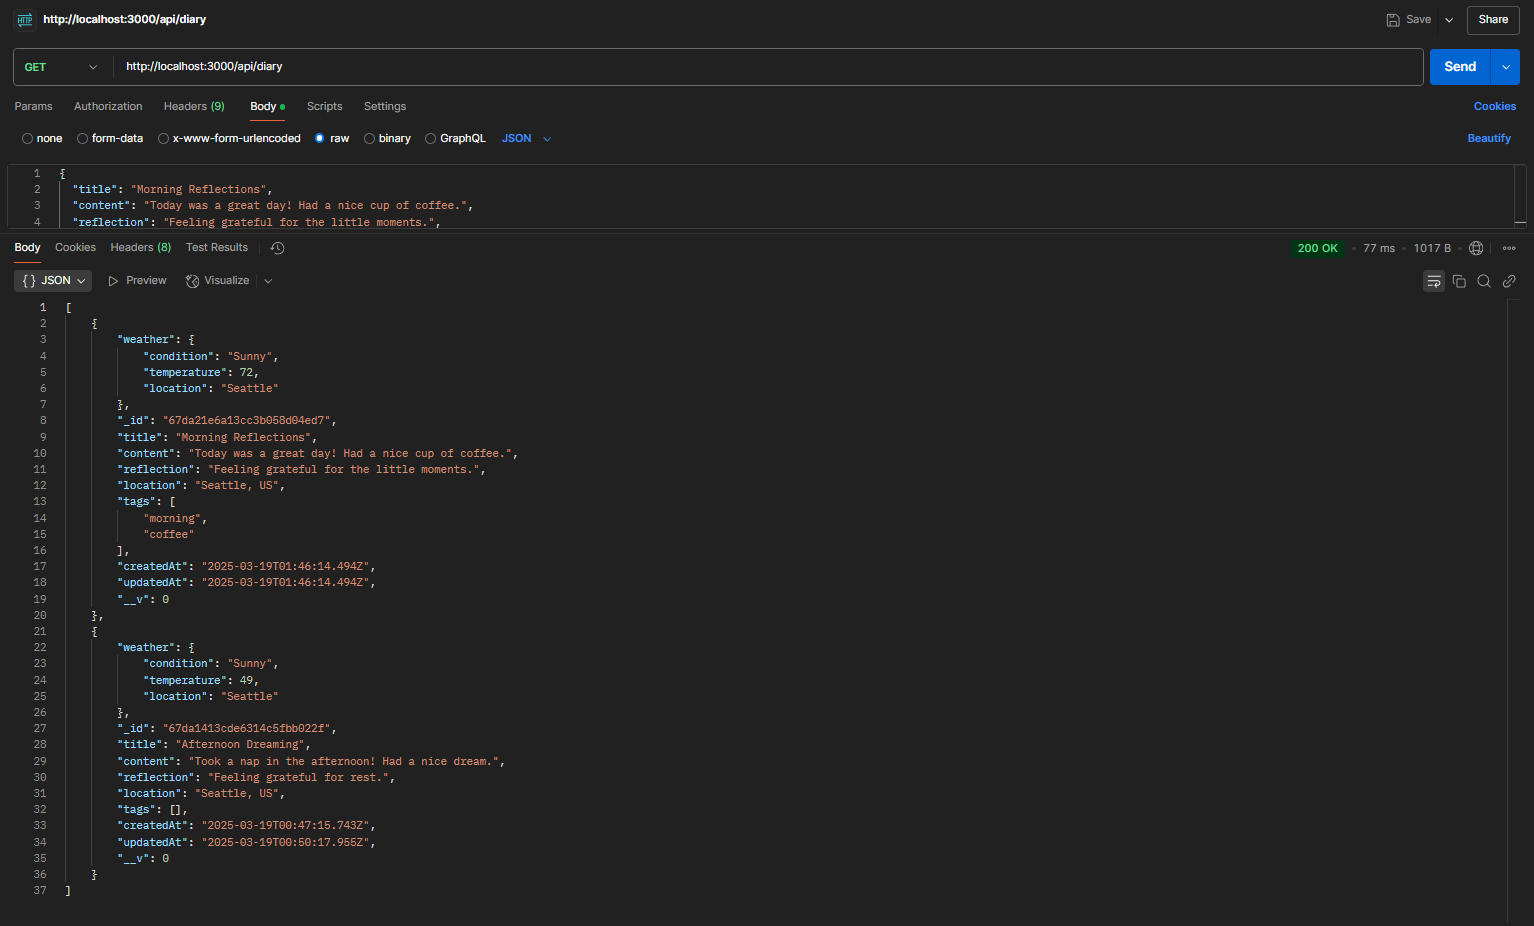 HTTP http://localhost:3000/api/diary Save Share
GET http://localhost:3000/api/diary Send
Params Authorization Headers (9) Body Scripts Settings Cookies
none form-data x-www-form-urlencoded raw binary GraphQL JSON Beautify
1 {
2 "title": "Morning Reflections",
3 "content": "Today was a great day! Had a nice cup of coffee.",
4 "reflection": "Feeling grateful for the little moments.",
Body Cookies Headers (8) Test Results 200 OK 77 ms 1017 B
{} JSON Preview Visualize
1 [
2 {
3 "weather": {
4 "condition": "Sunny",
5 "temperature": 72,
6 "location": "Seattle"
7 },
8 "_id": "67da21e6a13cc3b058d04ed7",
9 "title": "Morning Reflections",
10 "content": "Today was a great day! Had a nice cup of coffee.",
11 "reflection": "Feeling grateful for the little moments.",
12 "location": "Seattle, US",
13 "tags": [
14 "morning",
15 "coffee"
16 ],
17 "createdAt": "2025-03-19T01:46:14.494Z",
18 "updatedAt": "2025-03-19T01:46:14.494Z",
19 "__v": 0
20 },
21 {
22 "weather": {
23 "condition": "Sunny",
24 "temperature": 49,
25 "location": "Seattle"
26 },
27 "_id": "67da1413cde6314c5fbb022f",
28 "title": "Afternoon Dreaming",
29 "content": "Took a nap in the afternoon! Had a nice dream.",
30 "reflection": "Feeling grateful for rest.",
31 "location": "Seattle, US",
32 "tags": [],
33 "createdAt": "2025-03-19T00:47:15.743Z",
34 "updatedAt": "2025-03-19T00:50:17.955Z",
35 "__v": 0
36 }
37 ]